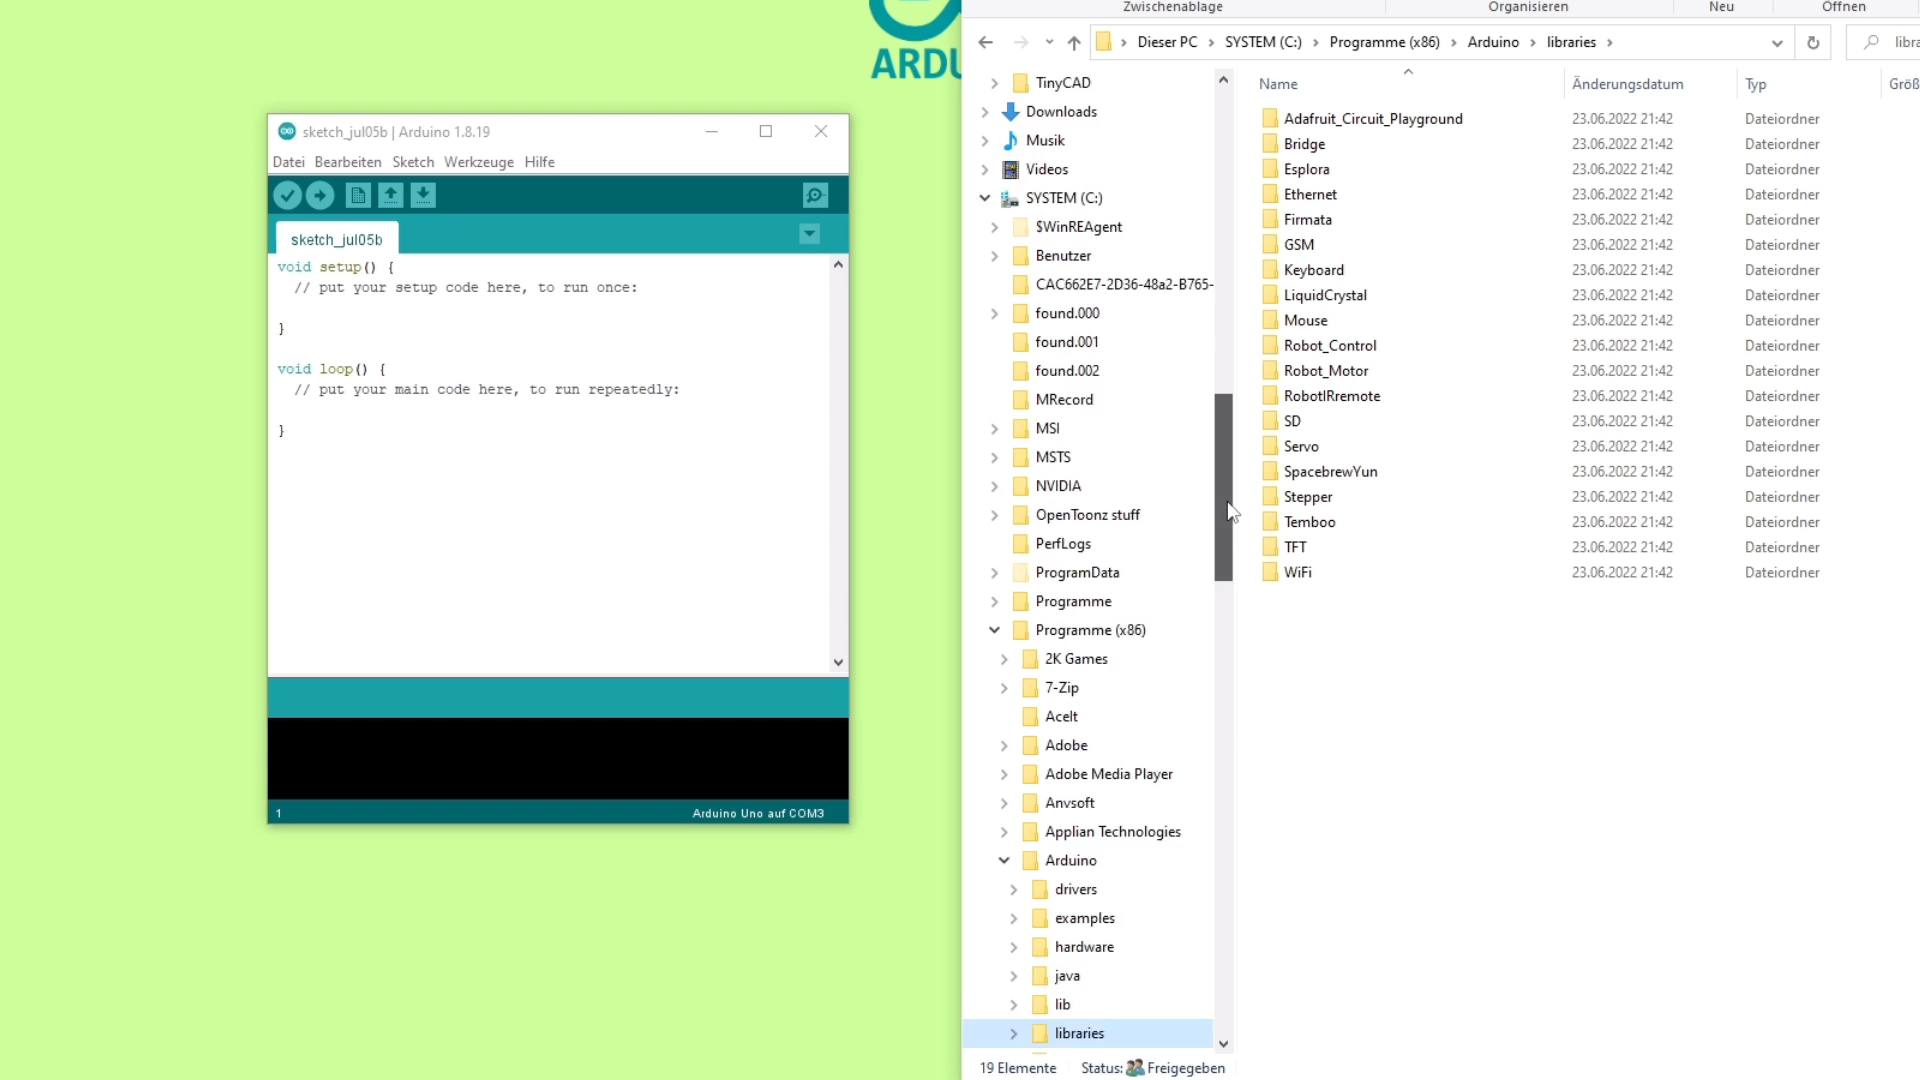 ARDU
sketch_jul05b | Arduino 1.8.19
Datei Bearbeiten Sketch Werkzeuge Hilfe
sketch_jul05b
void setup() {
// put your setup code here, to run once:
}
void loop() {
// put your main code here, to run repeatedly:
}
1
Arduino Uno auf COM3
Zwischenablage
Organisieren
Neu
Öffnen
Dieser PC > SYSTEM (C:) > Programme (x86) > Arduino > libraries >
libra
TinyCAD
Downloads
Musik
Videos
SYSTEM (C:)
$WinREAgent
Benutzer
CAC662E7-2D36-48a2-B765-
found.000
found.001
found.002
MRecord
MSI
MSTS
NVIDIA
OpenToonz stuff
PerfLogs
ProgramData
Programme
Programme (x86)
2K Games
7-Zip
AceIt
Adobe
Adobe Media Player
Anvsoft
Applian Technologies
Arduino
drivers
examples
hardware
java
lib
libraries
Name Änderungsdatum Typ Größ
Adafruit_Circuit_Playground 23.06.2022 21:42 Dateiordner
Bridge 23.06.2022 21:42 Dateiordner
Esplora 23.06.2022 21:42 Dateiordner
Ethernet 23.06.2022 21:42 Dateiordner
Firmata 23.06.2022 21:42 Dateiordner
GSM 23.06.2022 21:42 Dateiordner
Keyboard 23.06.2022 21:42 Dateiordner
LiquidCrystal 23.06.2022 21:42 Dateiordner
Mouse 23.06.2022 21:42 Dateiordner
Robot_Control 23.06.2022 21:42 Dateiordner
Robot_Motor 23.06.2022 21:42 Dateiordner
RobotIRremote 23.06.2022 21:42 Dateiordner
SD 23.06.2022 21:42 Dateiordner
Servo 23.06.2022 21:42 Dateiordner
SpacebrewYun 23.06.2022 21:42 Dateiordner
Stepper 23.06.2022 21:42 Dateiordner
Temboo 23.06.2022 21:42 Dateiordner
TFT 23.06.2022 21:42 Dateiordner
WiFi 23.06.2022 21:42 Dateiordner
19 Elemente Status: Freigegeben